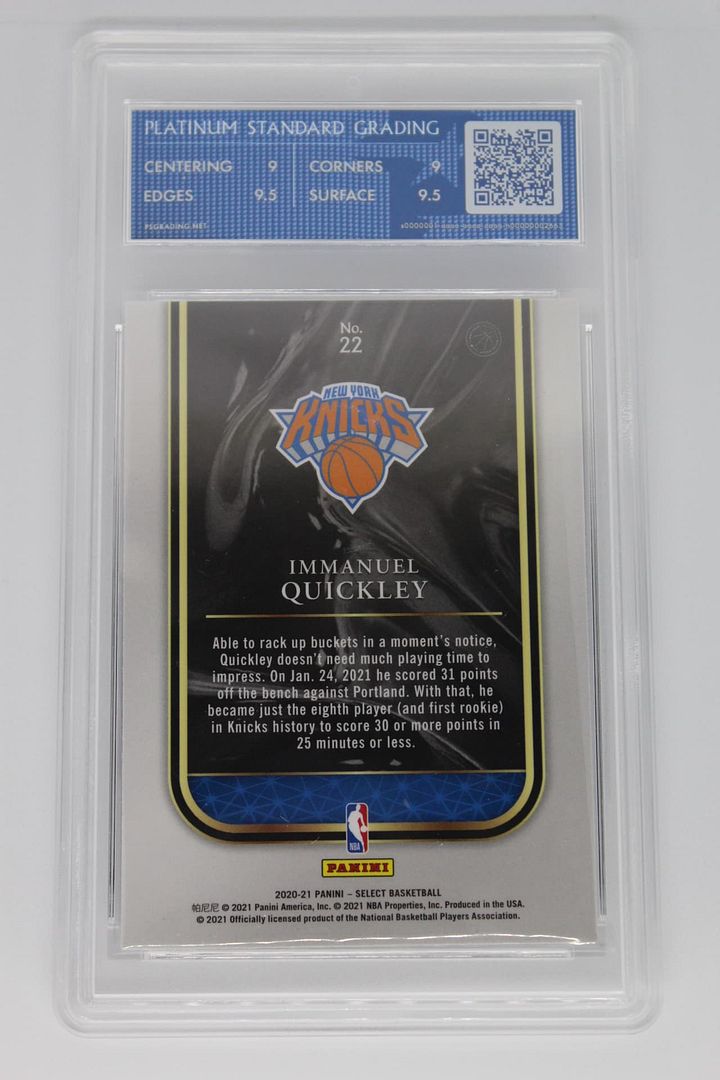 PLATINUM STANDARD GRADING
CENTERING 9 CORNERS 9
EDGES 9.5 SURFACE 9.5
PSGRADING.NET
No.
22
NEW YORK
KNICKS
IMMANUEL
QUICKLEY
Able to rack up buckets in a moment's notice,
Quickley doesn't need much playing time to
impress. On Jan. 24, 2021 he scored 31 points
off the bench against Portland. With that, he
became just the eighth player (and first rookie)
in Knicks history to score 30 or more points in
25 minutes or less.
NBA
PANINI
2020-21 PANINI – SELECT BASKETBALL
帕尼尼 © 2021 Panini America, Inc. © 2021 NBA Properties, Inc. Produced in the USA.
© 2021 Officially licensed product of the National Basketball Players Association.